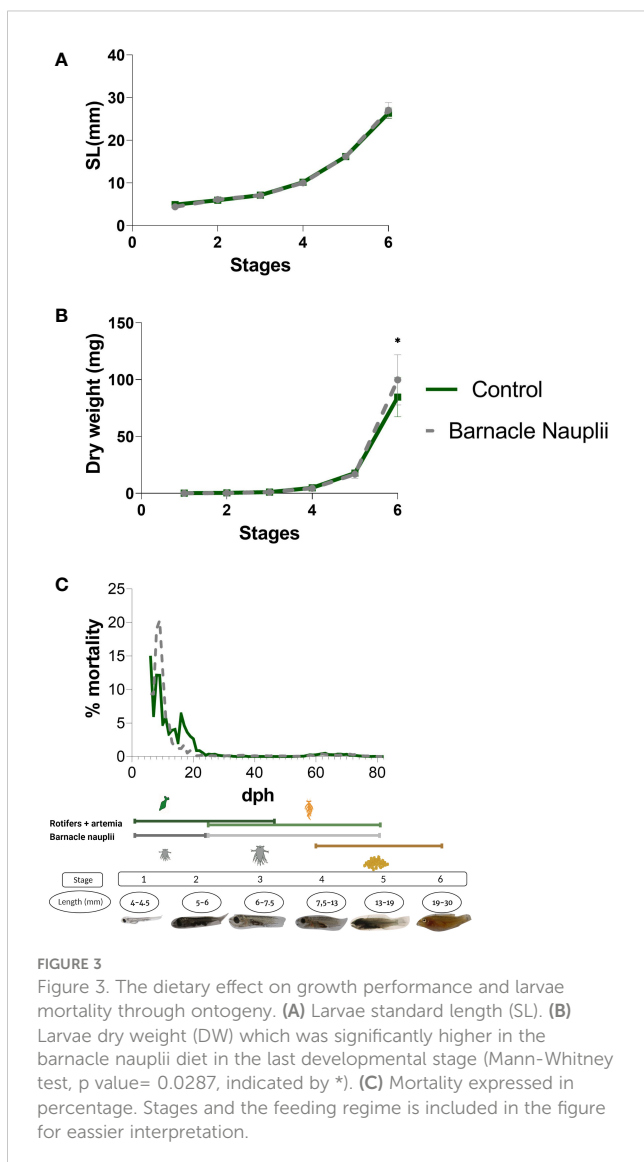 A
40
30
20
10
0
SL(mm)
0 2 4 6
Stages
B
150
100
50
0
Dry weight (mg)
*
0 2 4 6
Stages
Control
Barnacle Nauplii
C
25
20
15
10
5
0
% mortality
0 20 40 60 80
dph
Rotifers + artemia
Barnacle nauplii
Stage 1 2 3 4 5 6
Length (mm) 4-4.5 5-6 6-7.5 7,5-13 13-19 19-30
FIGURE 3
Figure 3. The dietary effect on growth performance and larvae
mortality through ontogeny. (A) Larvae standard length (SL). (B)
Larvae dry weight (DW) which was significantly higher in the
barnacle nauplii diet in the last developmental stage (Mann-Whitney
test, p value= 0.0287, indicated by *). (C) Mortality expressed in
percentage. Stages and the feeding regime is included in the figure
for eassier interpretation.